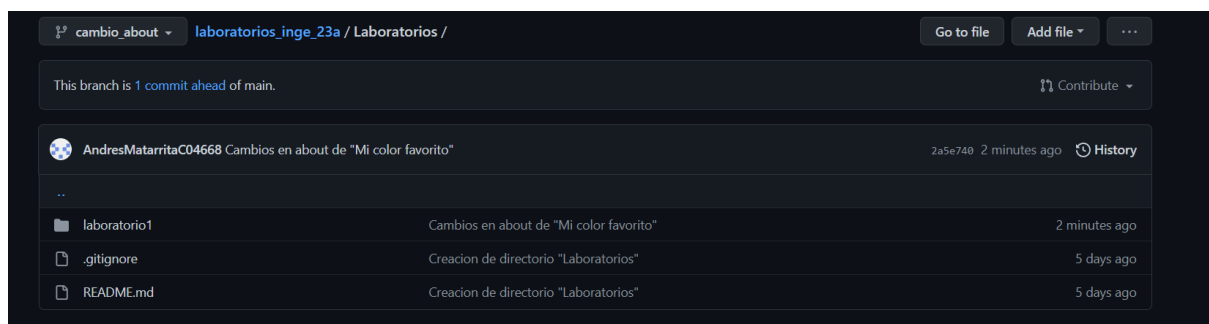 cambio_about laboratorios_inge_23a / Laboratorios / Go to file Add file ...
This branch is 1 commit ahead of main. Contribute
AndresMatarritaC04668 Cambios en about de "Mi color favorito" 2a5e740 2 minutes ago History
..
laboratorio1 Cambios en about de "Mi color favorito" 2 minutes ago
.gitignore Creacion de directorio "Laboratorios" 5 days ago
README.md Creacion de directorio "Laboratorios" 5 days ago